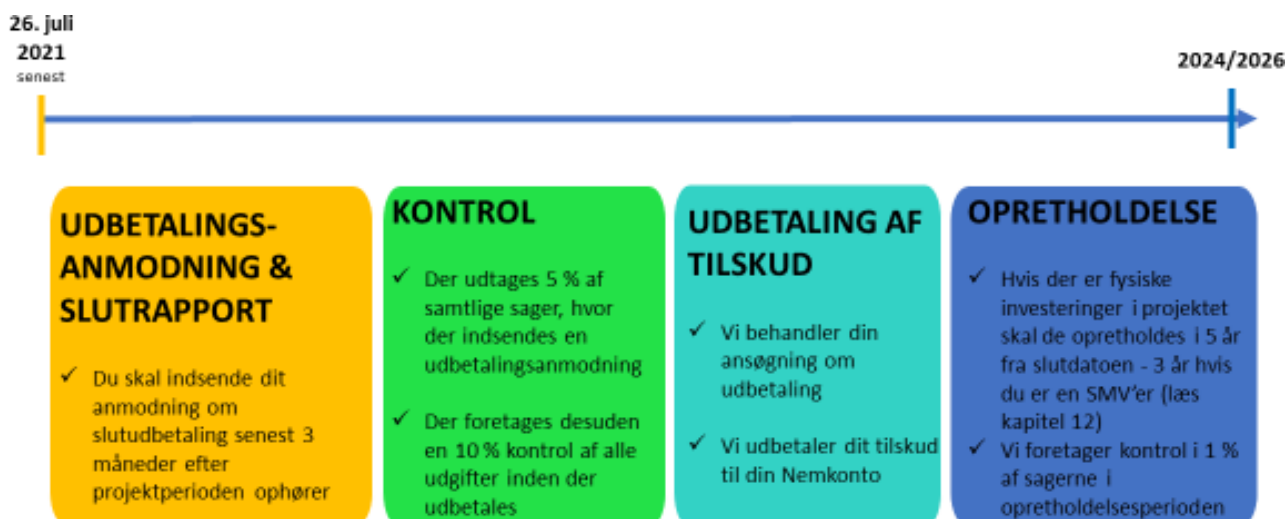 26. juli
2021
senest
2024/2026
UDBETALINGS-
ANMODNING &
SLUTRAPPORT
✓ Du skal indsende dit
anmodning om
slutudbetaling senest 3
måneder efter
projektperioden ophører
KONTROL
✓ Der udtages 5 % af
samtlige sager, hvor
der indsendes en
udbetalingsanmodning
✓ Der foretages desuden
en 10 % kontrol af alle
udgifter inden der
udbetales
UDBETALING AF
TILSKUD
✓ Vi behandler din
ansøgning om
udbetaling
✓ Vi udbetaler dit tilskud
til din Nemkonto
OPRETHOLDELSE
✓ Hvis der er fysiske
investeringer i projektet
skal de opretholdes i 5 år
fra slutdatoen - 3 år hvis
du er en SMV'er (læs
kapitel 12)
✓ Vi foretager kontrol i 1 %
af sagerne i
opretholdelsesperioden